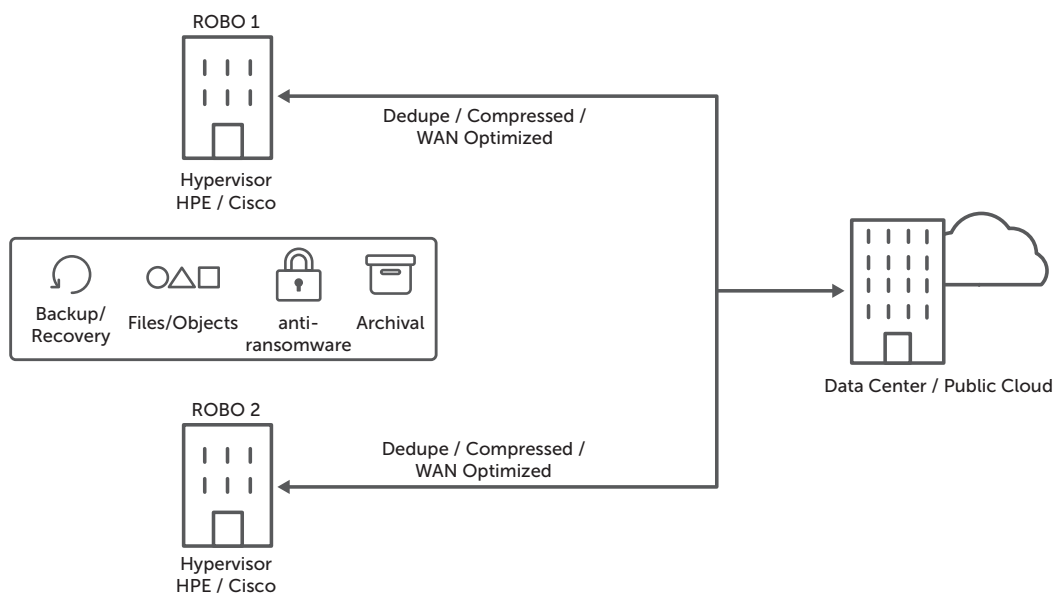 ROBO 1
Dedupe / Compressed /
WAN Optimized
Hypervisor
HPE / Cisco
Backup/
Recovery
Files/Objects
anti-
ransomware
Archival
Data Center / Public Cloud
ROBO 2
Dedupe / Compressed /
WAN Optimized
Hypervisor
HPE / Cisco